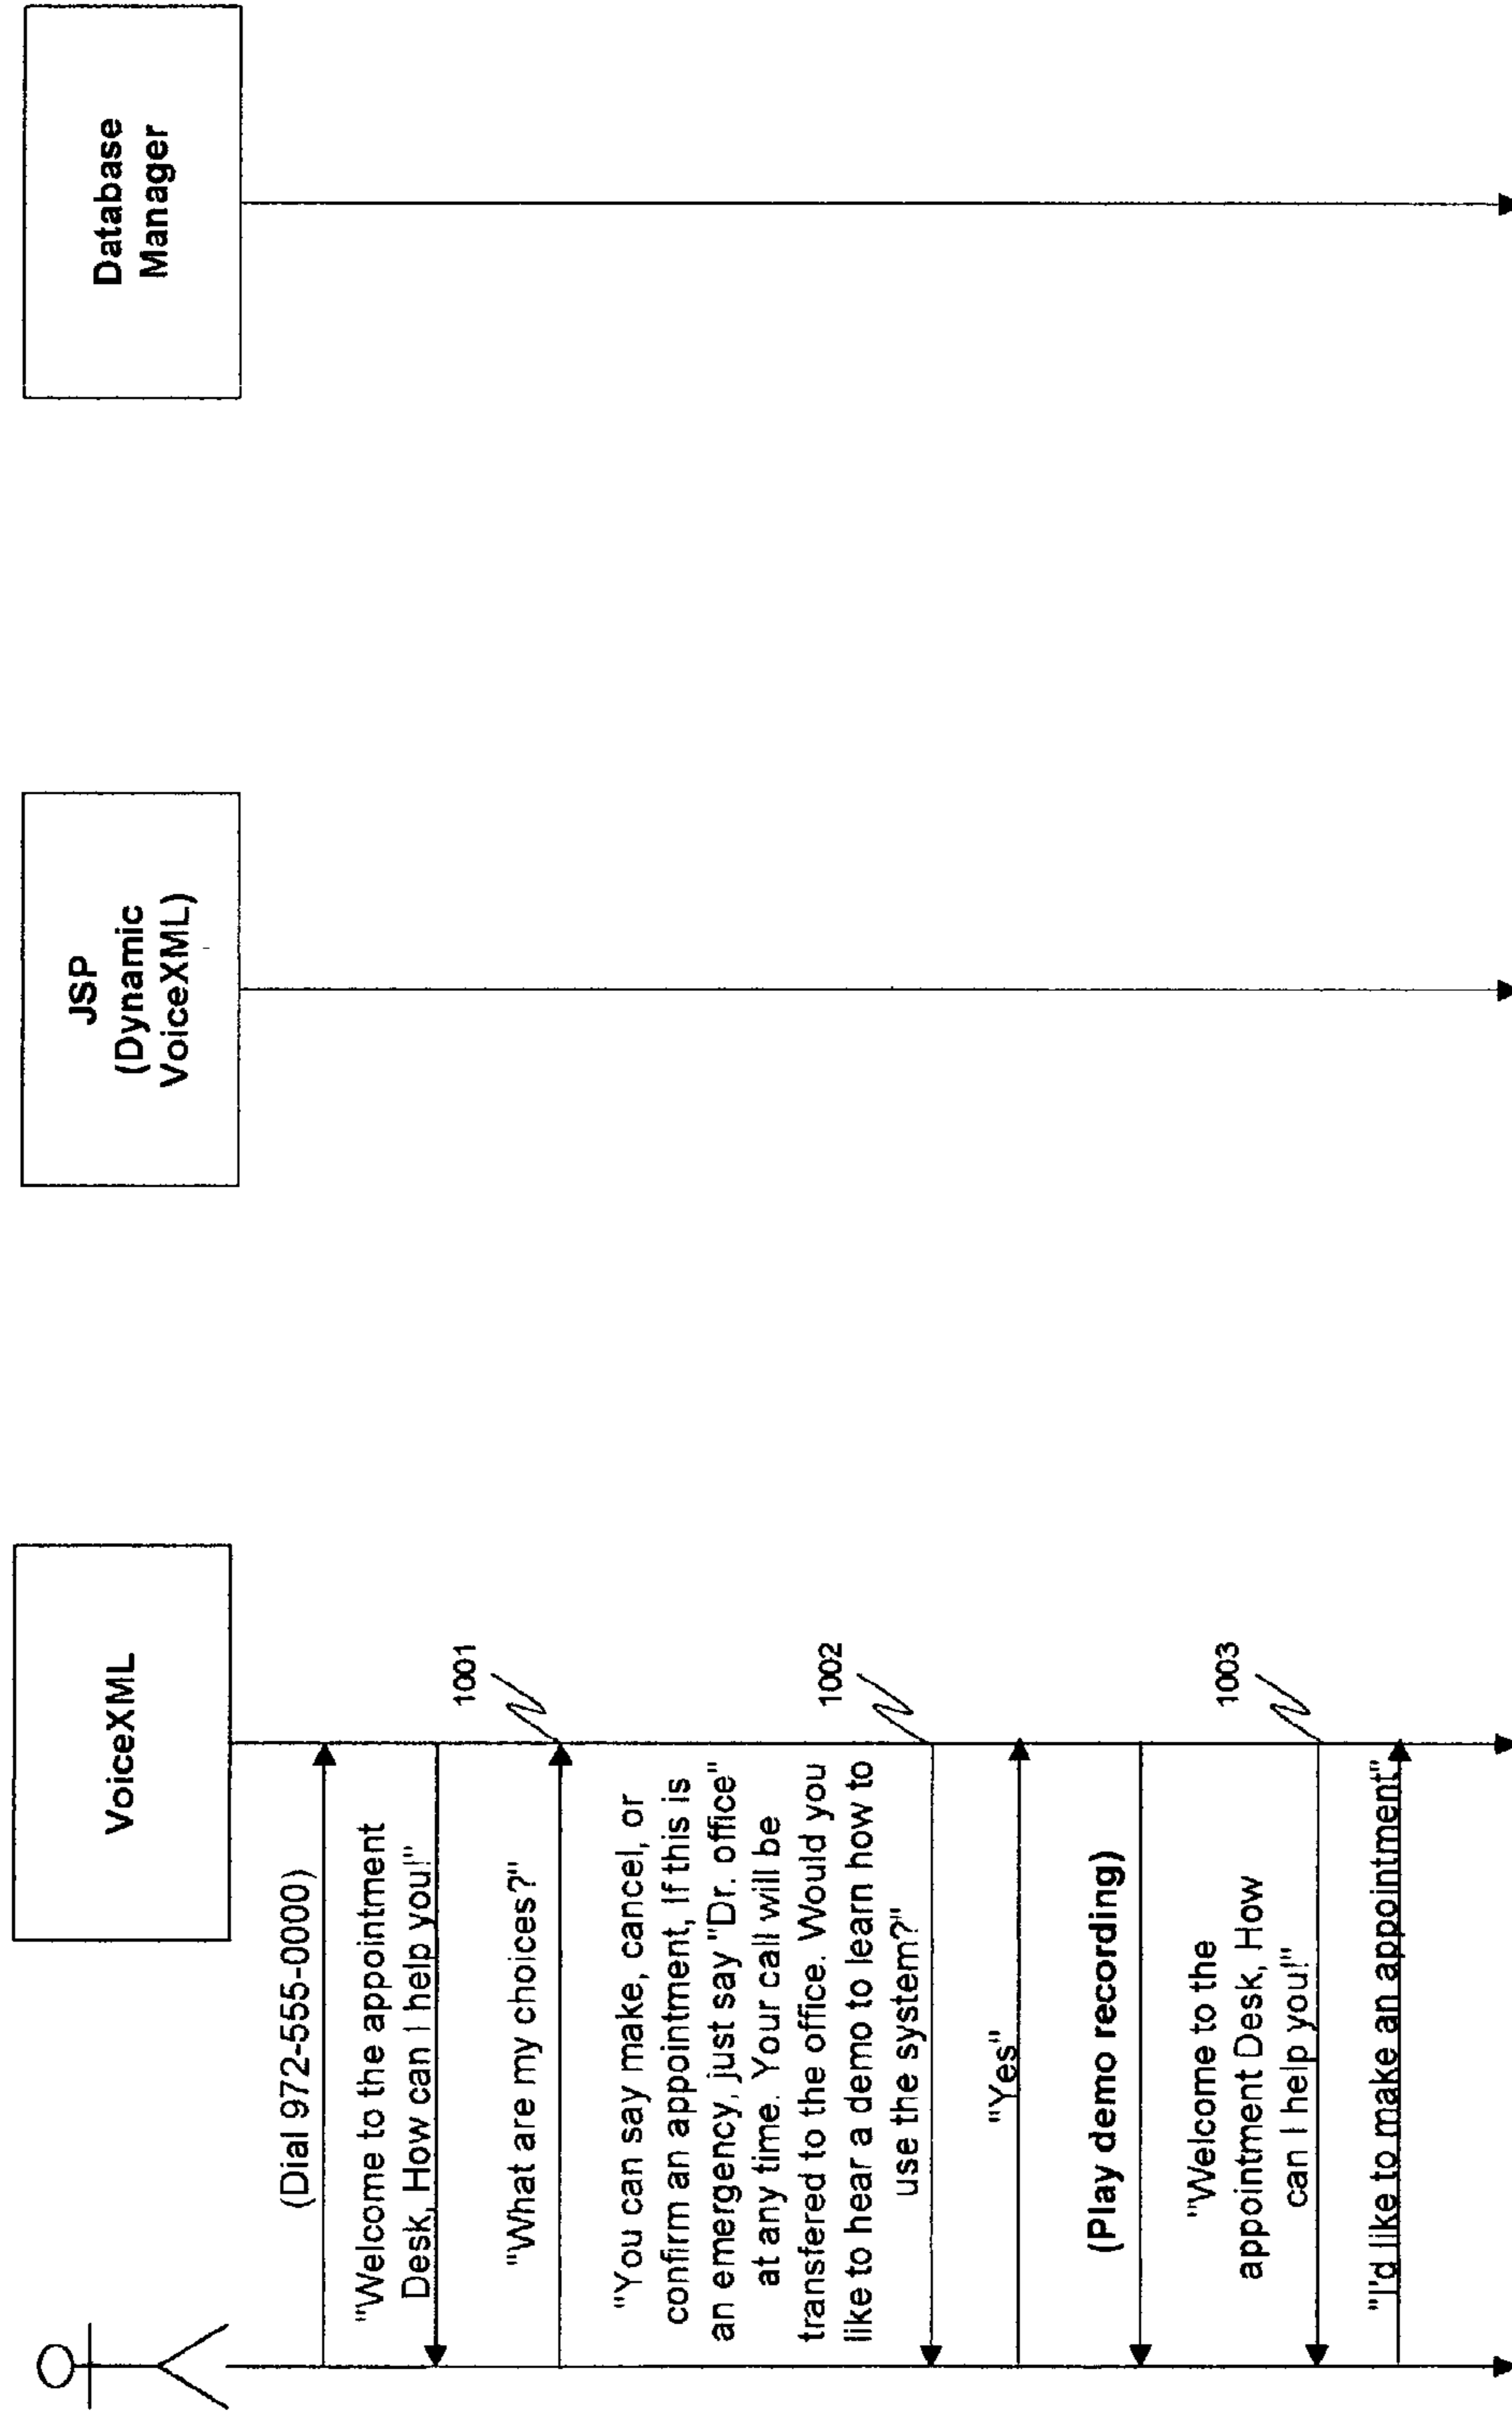 VoiceXML
JSP
(Dynamic
VoiceXML)
Database
Manager
(Dial 972-555-0000)
"Welcome to the appointment
Desk, How can I help you!"
1001
"What are my choices?"
"You can say make, cancel, or
confirm an appointment, If this is
an emergency, just say "Dr. office"
at any time. Your call will be
transfered to the office. Would you
like to hear a demo to learn how to
use the system?"
1002
"Yes"
(Play demo recording)
"Welcome to the
appointment Desk, How
can I help you!"
1003
"I'd like to make an appointment"